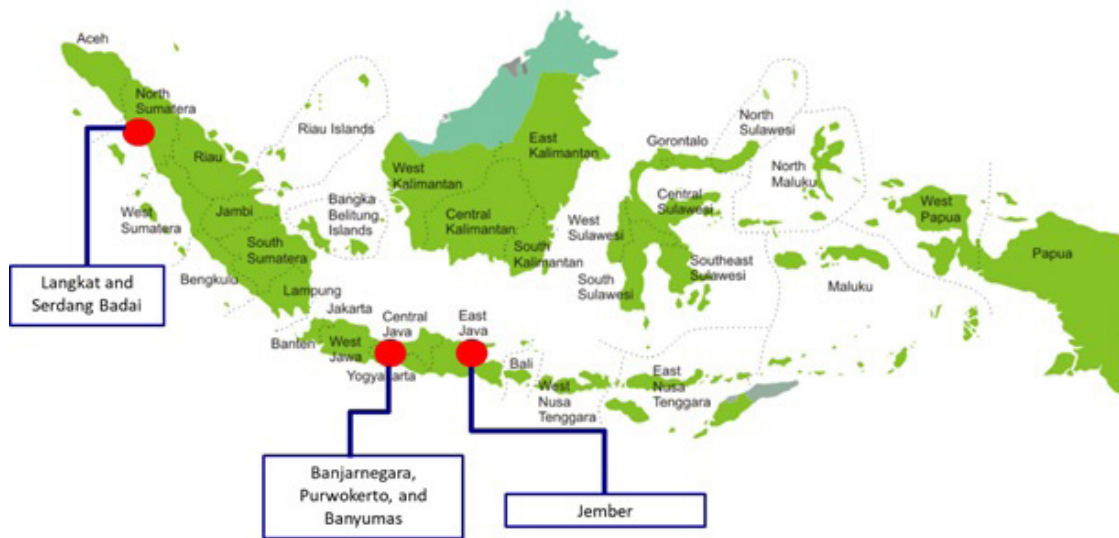 Aceh
North
Sumatera
Riau Islands
Riau
West
Sumatera
Jambi
Bangka
Belitung
Islands
South
Sumatera
Bengkulu
Lampung
Jakarta
Banten
West
Jawa
Central
Java
Yogyakarta
East
Java
Bali
West
Nusa
Tenggara
East
Nusa
Tenggara
West
Kalimantan
Central
Kalimantan
East
Kalimantan
South
Kalimantan
Gorontalo
North
Sulawesi
Central
Sulawesi
West
Sulawesi
South
Sulawesi
Southeast
Sulawesi
North
Maluku
Maluku
West
Papua
Papua
Langkat and
Serdang Badai
Banjarnegara,
Purwokerto, and
Banyumas
Jember